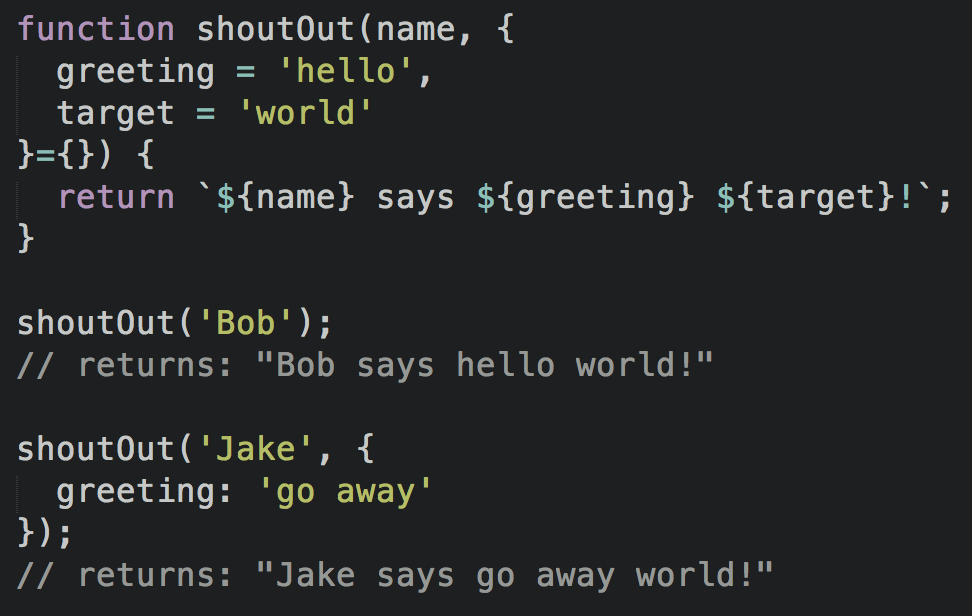 function shoutOut(name, {
  greeting = 'hello',
  target = 'world'
}={}) {
  return `${name} says ${greeting} ${target}!`;
}

shoutOut('Bob');
// returns: "Bob says hello world!"

shoutOut('Jake', {
  greeting: 'go away'
});
// returns: "Jake says go away world!"